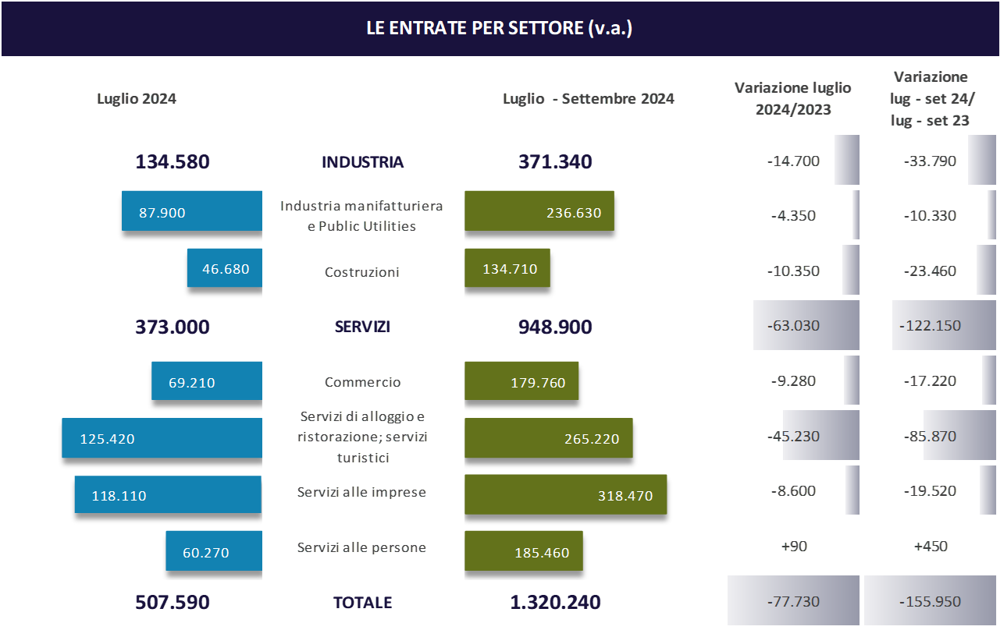 LE ENTRATE PER SETTORE (v.a.)
Luglio 2024
Luglio - Settembre 2024
Variazione luglio
2024/2023
Variazione
lug - set 24/
lug - set 23
134.580 INDUSTRIA 371.340 -14.700 -33.790
87.900 Industria manifatturiera
e Public Utilities 236.630 -4.350 -10.330
46.680 Costruzioni 134.710 -10.350 -23.460
373.000 SERVIZI 948.900 -63.030 -122.150
69.210 Commercio 179.760 -9.280 -17.220
125.420 Servizi di alloggio e
ristorazione; servizi
turistici 265.220 -45.230 -85.870
118.110 Servizi alle imprese 318.470 -8.600 -19.520
60.270 Servizi alle persone 185.460 +90 +450
507.590 TOTALE 1.320.240 -77.730 -155.950